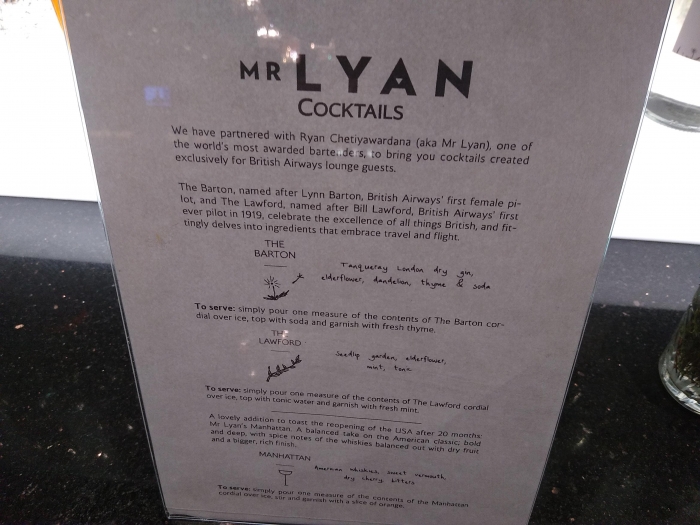 MR LYAN
COCKTAILS
We have partnered with Ryan Chetiyawardana (aka Mr Lyan), one of
the world's most awarded bartenders, to bring you cocktails created
exclusively for British Airways lounge guests.
The Barton, named after Lynn Barton, British Airways' first female pi-
lot, and The Lawford, named after Bill Lawford, British Airways' first
ever pilot in 1919, celebrate the excellence of all things British, and fit-
tingly delves into ingredients that embrace travel and flight.
THE
BARTON
Tanqueray London dry gin,
elderflower, dandelion, thyme & soda
To serve: simply pour one measure of the contents of The Barton cor-
dial over ice, top with soda and garnish with fresh thyme.
THE
LAWFORD
Seedlip garden, elderflower,
mint, tonic
To serve: simply pour one measure of the contents of The Lawford cordial
over ice, top with tonic water and garnish with fresh mint.
A lovely addition to toast the reopening of the USA after 20 months:
Mr Lyan's Manhattan. A balanced take on the American classic; bold
and deep, with spice notes of the whiskies balanced out with dry fruit
and a bigger, rich finish.
MANHATTAN
American whiskies, sweet vermouth,
dry cherry, bitters
To serve: simply pour one measure of the contents of the Manhattan
cordial over ice, stir and garnish with a slice of orange.